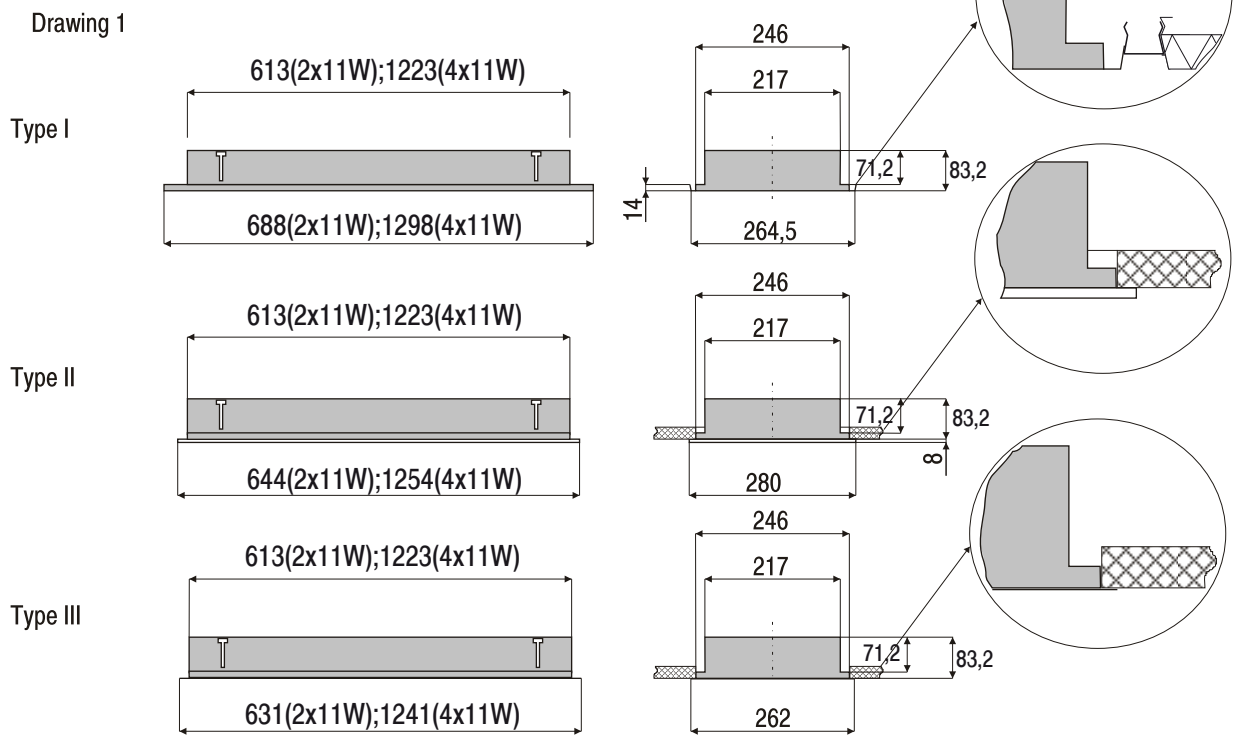 Drawing 1
246
613(2x11W);1223(4x11W)
217
Type I
71,2
83,2
14
688(2x11W);1298(4x11W)
264,5
246
613(2x11W);1223(4x11W)
217
Type II
71,2
83,2
8
644(2x11W);1254(4x11W)
280
246
613(2x11W);1223(4x11W)
217
Type III
71,2
83,2
631(2x11W);1241(4x11W)
262